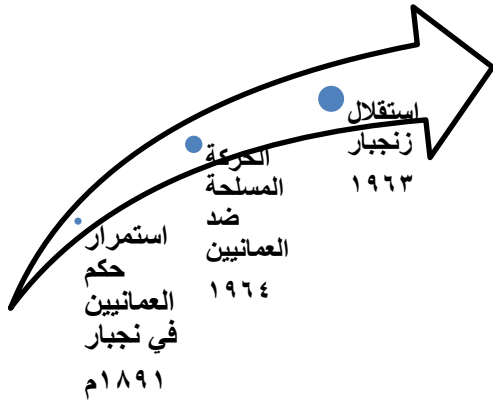 استقلال
زنجبار
١٩٦٣
الحركة
المسلحة
ضد
العمانيين
١٩٦٤
استمرار
حكم
العمانيين
في نجبار
١٨٩١م